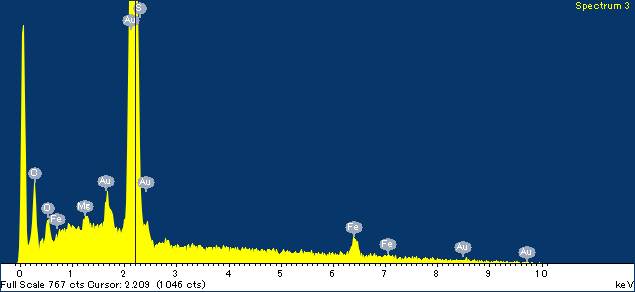 Spectrum 3
S
Au
C
Au
Au
O
Fe
Mg
Fe
Fe
Au
Au
0 1 2 3 4 5 6 7 8 9 10
Full Scale 767 cts Cursor: 2.209 (1046 cts) keV